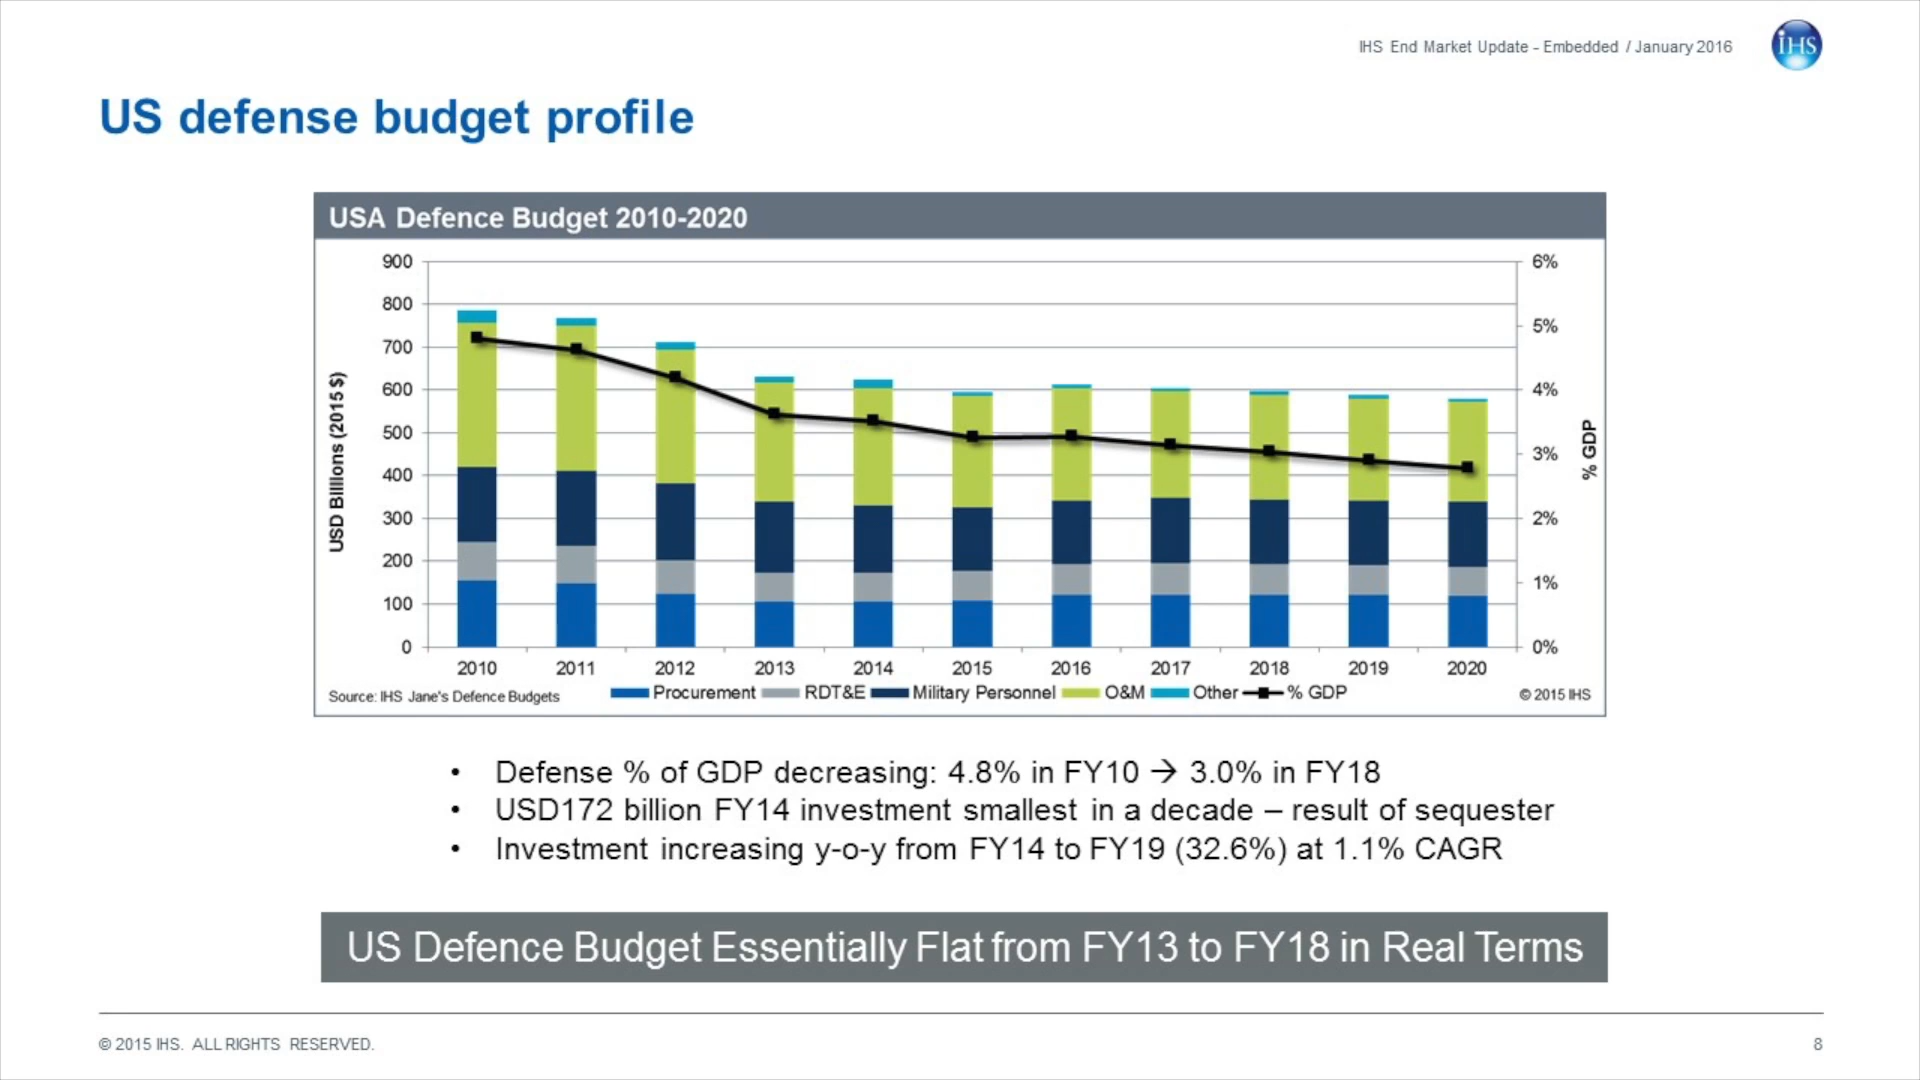 IHS End Market Update - Embedded / January 2016
iHS
US defense budget profile
USA Defence Budget 2010-2020
900 6%
800
5%
700
600 4%
500
3%
400
300 2%
200
1%
100
0 0%
USD Billions (2015 $)
% GDP
2010 2011 2012 2013 2014 2015 2016 2017 2018 2019 2020
Source: IHS Jane's Defence Budgets Procurement RDT&E Military Personnel O&M Other % GDP © 2015 IHS
• Defense % of GDP decreasing: 4.8% in FY10 → 3.0% in FY18
• USD172 billion FY14 investment smallest in a decade – result of sequester
• Investment increasing y-o-y from FY14 to FY19 (32.6%) at 1.1% CAGR
US Defence Budget Essentially Flat from FY13 to FY18 in Real Terms
© 2015 IHS. ALL RIGHTS RESERVED. 8